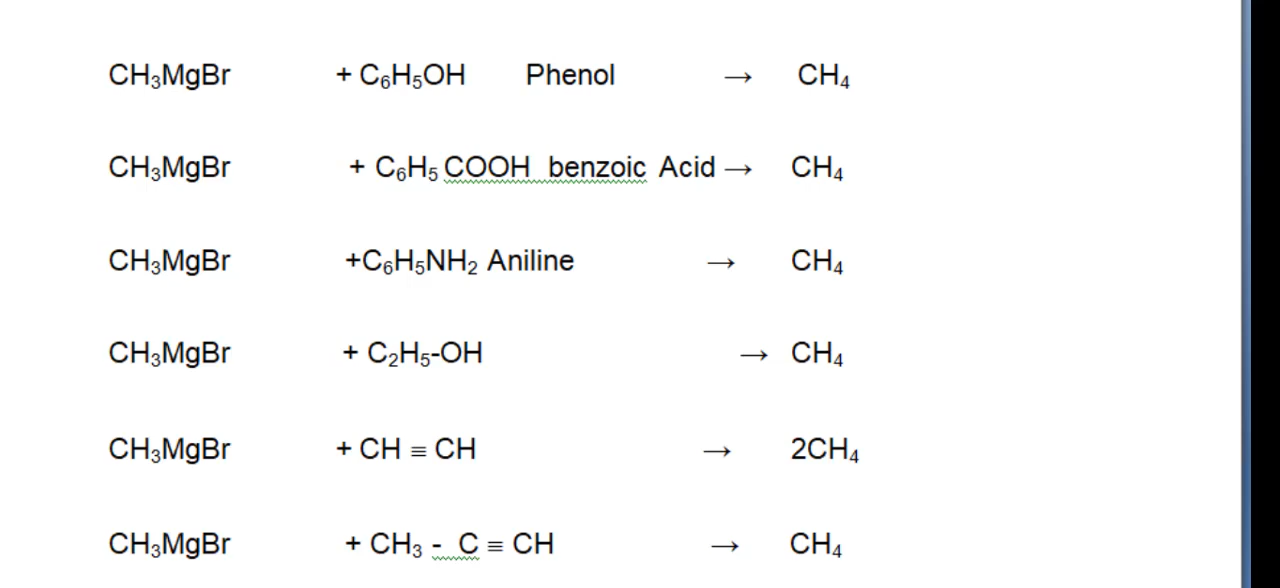 CH₃MgBr + C₆H₅OH Phenol → CH₄
CH₃MgBr + C₆H₅ COOH benzoic Acid → CH₄
CH₃MgBr +C₆H₅NH₂ Aniline → CH₄
CH₃MgBr + C₂H₅-OH → CH₄
CH₃MgBr + CH ≡ CH → 2CH₄
CH₃MgBr + CH₃ - C ≡ CH → CH₄